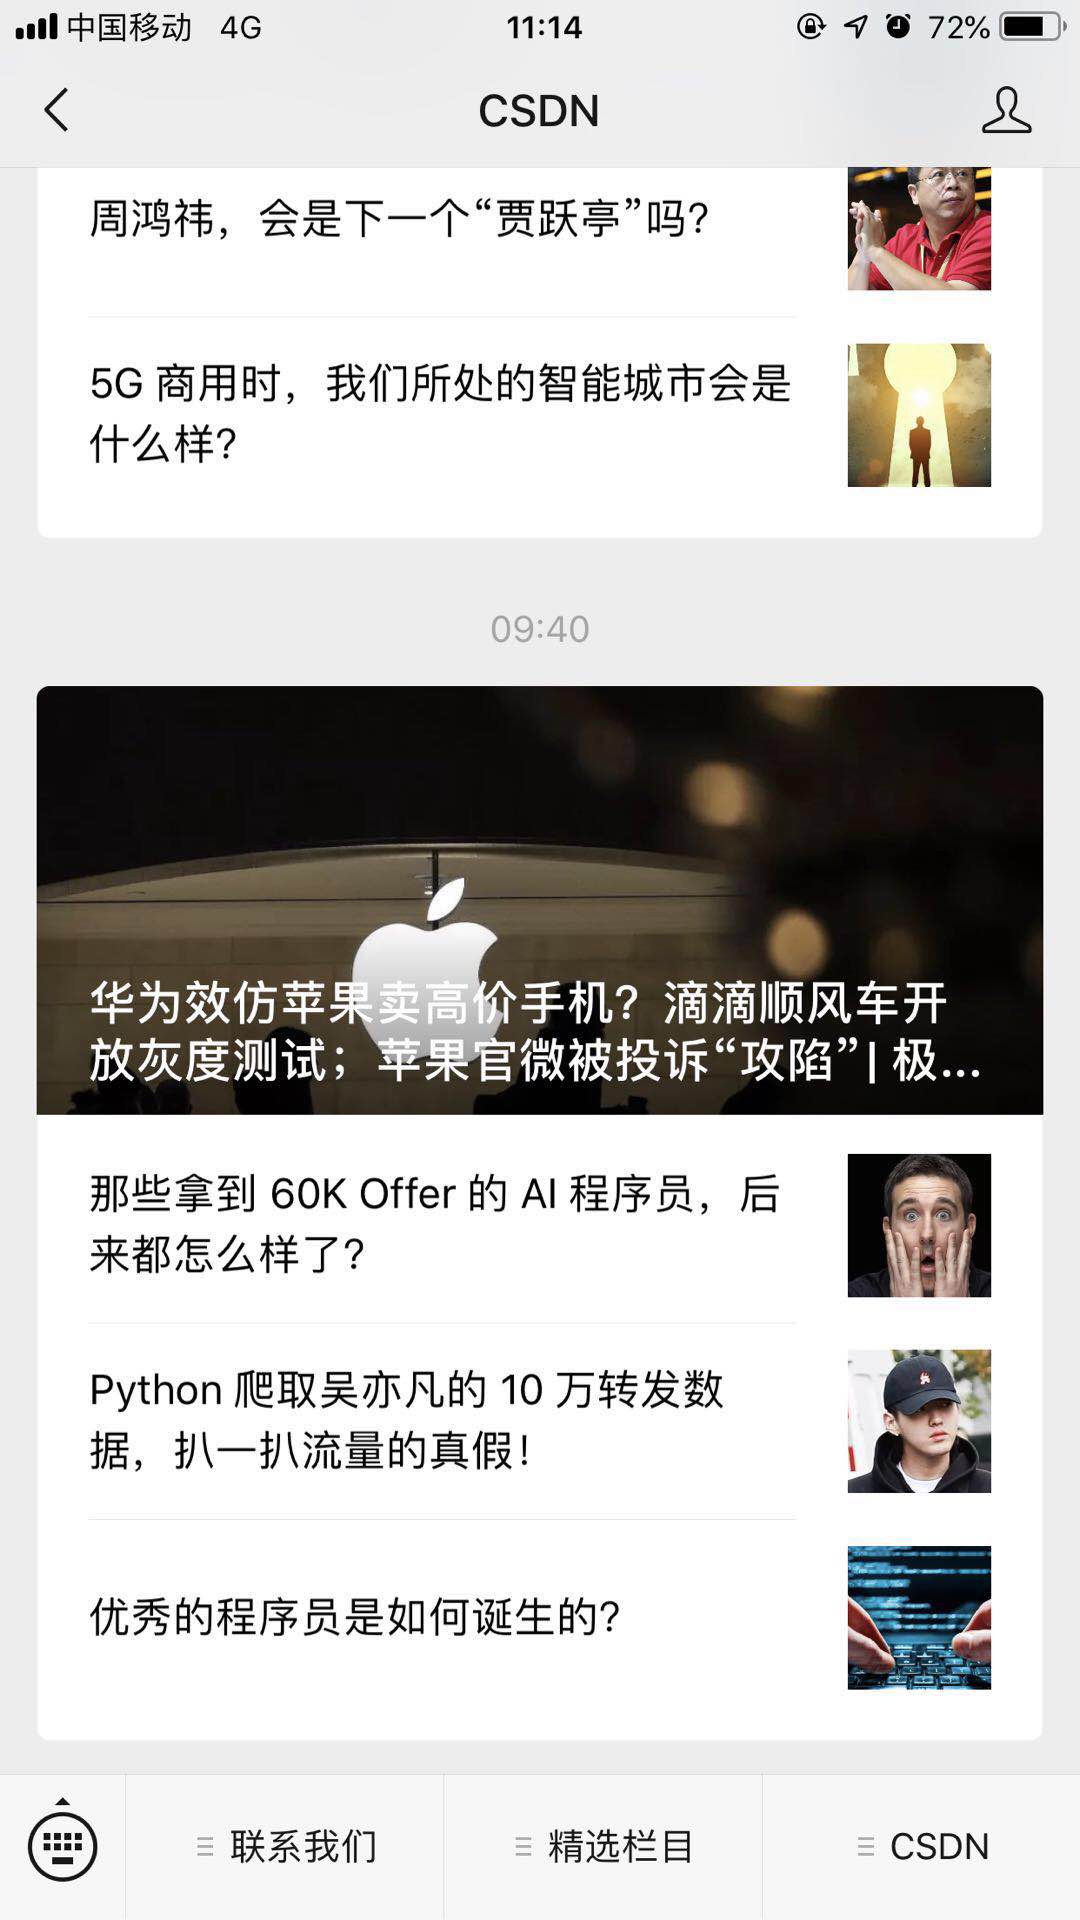 中国移动 4G 11:14 72%
CSDN
周鸿祎，会是下一个“贾跃亭”吗？
5G 商用时，我们所处的智能城市会是
什么样？
09:40
华为效仿苹果卖高价手机？滴滴顺风车开
放灰度测试；苹果官微被投诉“攻陷”| 极...
那些拿到 60K Offer 的 AI 程序员，后
来都怎么样了？
Python 爬取吴亦凡的 10 万转发数
据，扒一扒流量的真假！
优秀的程序员是如何诞生的？
联系我们 精选栏目 CSDN